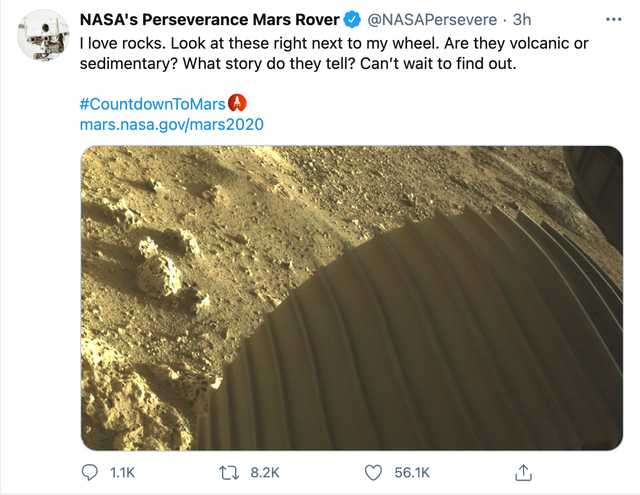 NASA's Perseverance Mars Rover @NASAPersevere · 3h
I love rocks. Look at these right next to my wheel. Are they volcanic or
sedimentary? What story do they tell? Can’t wait to find out.
#CountdownToMars
mars.nasa.gov/mars2020
1.1K 8.2K 56.1K